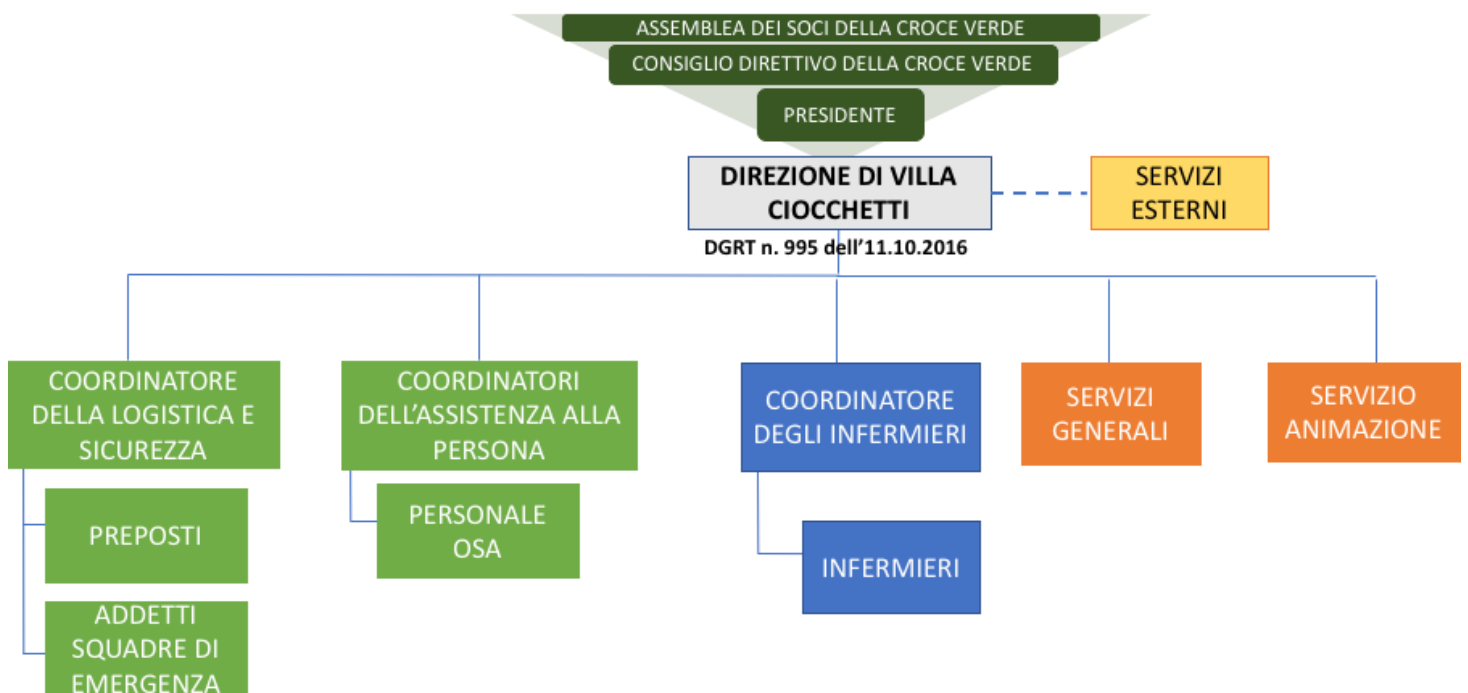 ASSEMBLEA DEI SOCI DELLA CROCE VERDE
CONSIGLIO DIRETTIVO DELLA CROCE VERDE
PRESIDENTE
DIREZIONE DI VILLA
CIOCCHETTI
SERVIZI
ESTERNI
DGRT n. 995 dell’11.10.2016
COORDINATORE
DELLA LOGISTICA E
SICUREZZA
COORDINATORI
DELL’ASSISTENZA ALLA
PERSONA
COORDINATORE
DEGLI INFERMIERI
SERVIZI
GENERALI
SERVIZIO
ANIMAZIONE
PREPOSTI
PERSONALE
OSA
INFERMIERI
ADDETTI
SQUADRE DI
EMERGENZA